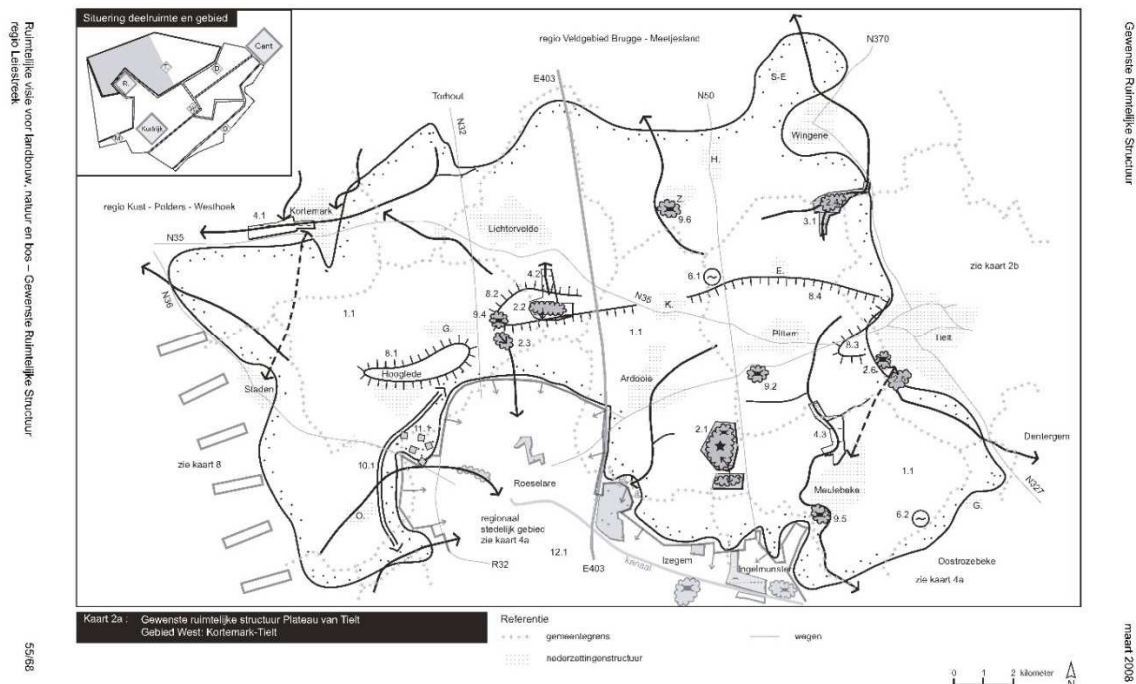 Gewenste Ruimtelijke Structuur
maart 2008
Ruimtelijke visie voor landbouw, natuur en bos – Gewenste Ruimtelijke Structuur
regio Leiestreek
55/68
Situering deelruimte en gebied
Gent
R.
Kortrijk
regio Veldgebied Brugge - Meetjesland
N370
E403
S-E
N50
Torhout
N32
Wingene
H.
regio Kust - Polders - Westhoek
4.1
Kortemark
Z.
9.6
3.1
N35
Lichtervelde
zie kaart 2b
N36
4.2
6.1
E.
8.4
8.2
2.2
N35
K.
1.1
9.4
1.1
G.
2.3
Pittem
Tielt
8.3
8.1
Hooglede
Ardooie
2.6
9.2
Staden
2.1
11.1
4.3
Dentergem
zie kaart 8
10.1
1.1
Meulebeke
N327
Roeselare
G.
O.
9.5
6.2
regionaal
stedelijk gebied
zie kaart 4a
12.1
Izegem
Oostrozebeke
R32
E403
kanaal
Ingelmunster
zie kaart 4a
Kaart 2a : Gewenste ruimtelijke structuur Plateau van Tielt
Gebied West: Kortemark-Tielt
Referentie
gemeentegrens
wegen
nederzettingenstructuur
0 1 2 kilometer
N